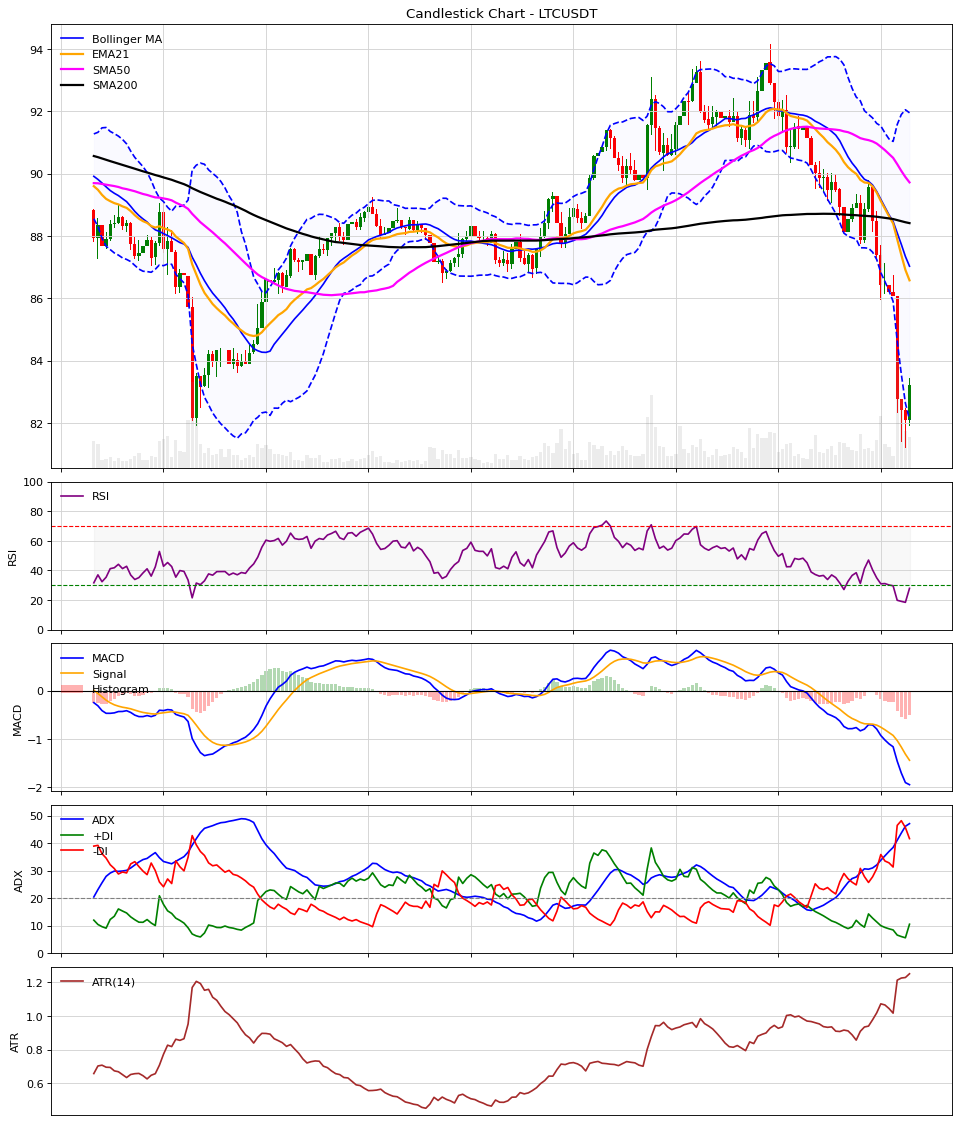 Candlestick Chart - LTCUSDT
Bollinger MA
EMA21
SMA50
SMA200
94
92
90
88
86
84
82
RSI
100
80
60
40
20
0
RSI
MACD
Signal
Histogram
0
−1
−2
MACD
ADX
+DI
-DI
50
40
30
20
10
0
ADX
ATR(14)
1.2
1.0
0.8
0.6
ATR